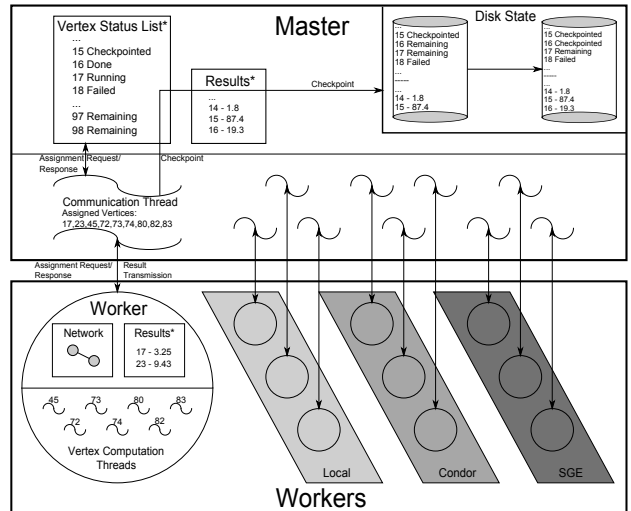 Master
Vertex Status List*
...
15 Checkpointed
16 Done
17 Running
18 Failed
...
97 Remaining
98 Remaining
Results*
...
14 - 1.8
15 - 87.4
16 - 19.3
Checkpoint
Disk State
...
15 Checkpointed
16 Remaining
17 Remaining
18 Failed
...
-----
...
14 - 1.8
15 - 87.4
...
15 Checkpointed
16 Checkpointed
17 Remaining
18 Failed
...
-----
...
14 - 1.8
15 - 87.4
16 - 19.3
Assignment Request/
Response
Checkpoint
Communication Thread
Assigned Vertices:
17,23,45,72,73,74,80,82,83
Assignment Request/
Response
Result
Transmission
Worker
Network
Results*
17 - 3.25
23 - 9.43
45
73
80
83
72
74
82
Vertex Computation
Threads
Local
Condor
SGE
Workers